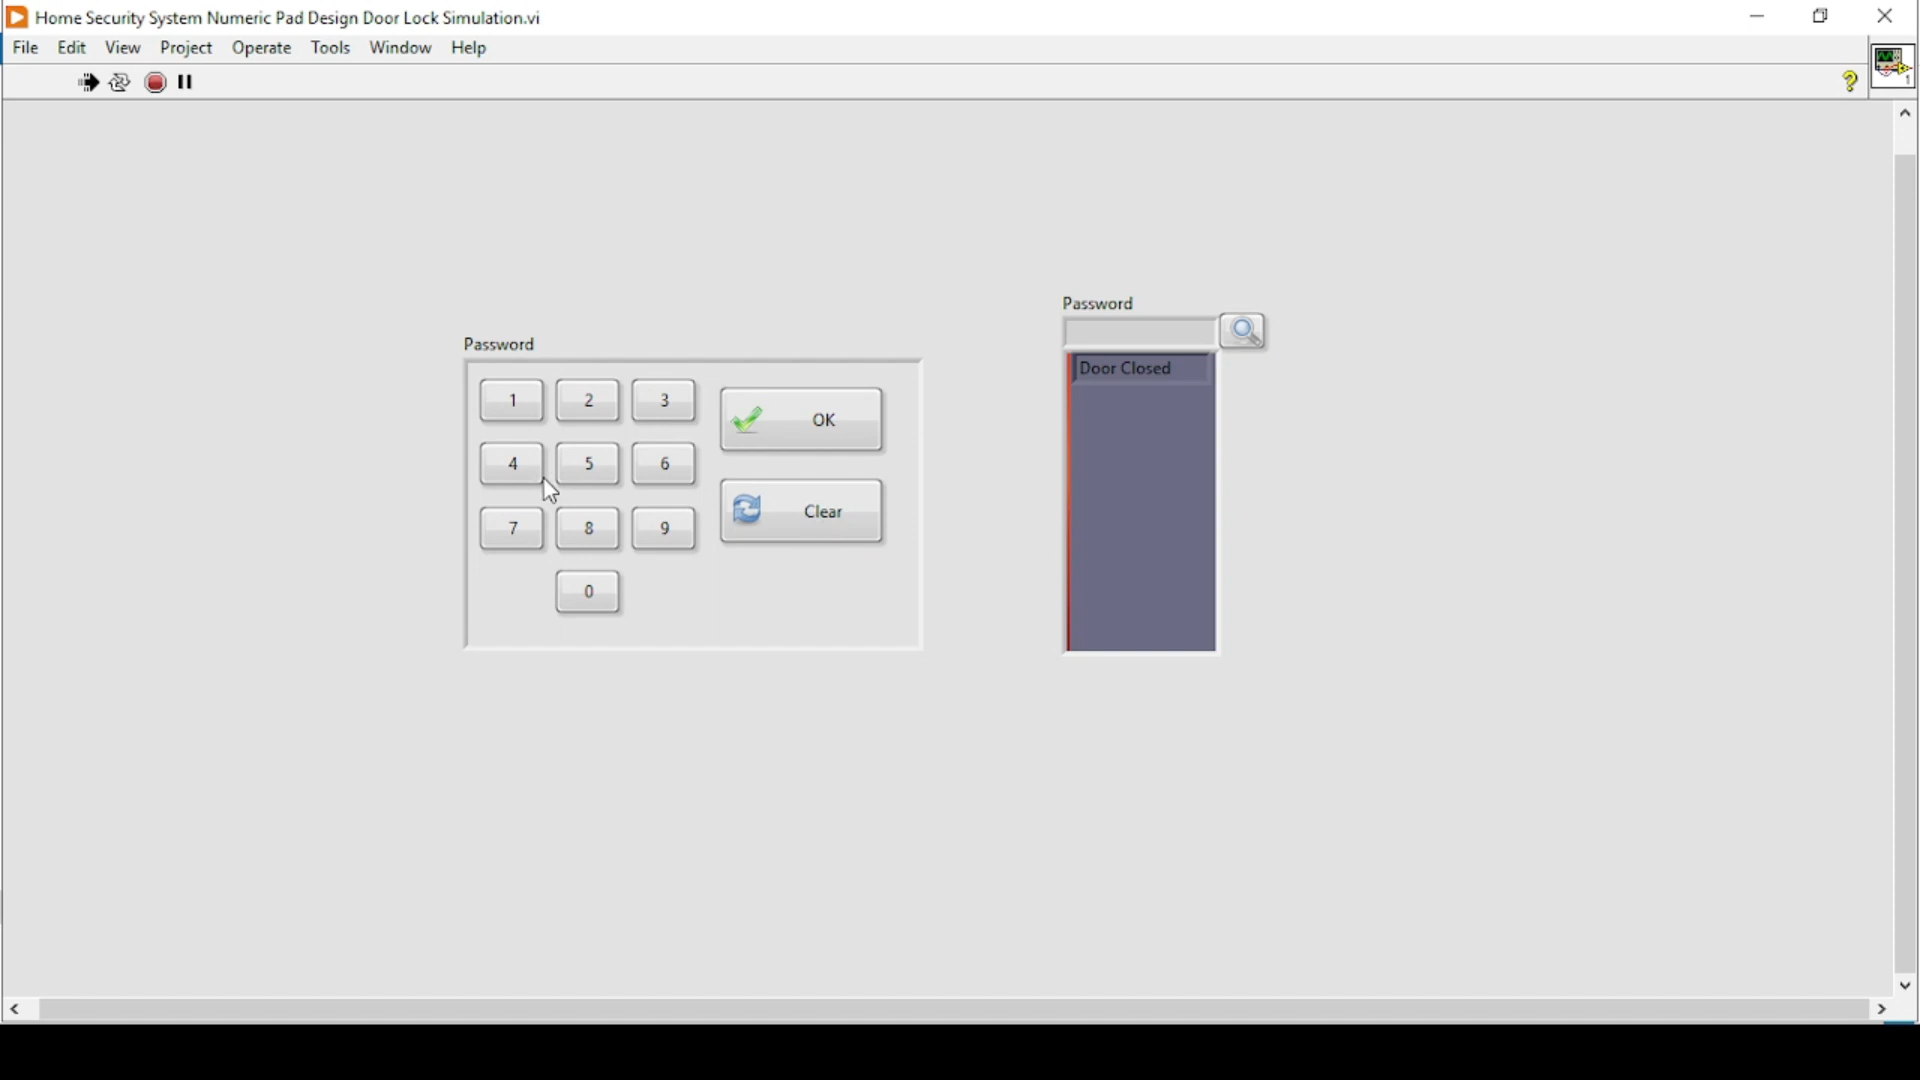 Home Security System Numeric Pad Design Door Lock Simulation.vi
File Edit View Project Operate Tools Window Help
1
Password
Password
Door Closed
1 2 3
OK
4 5 6
Clear
7 8 9
0